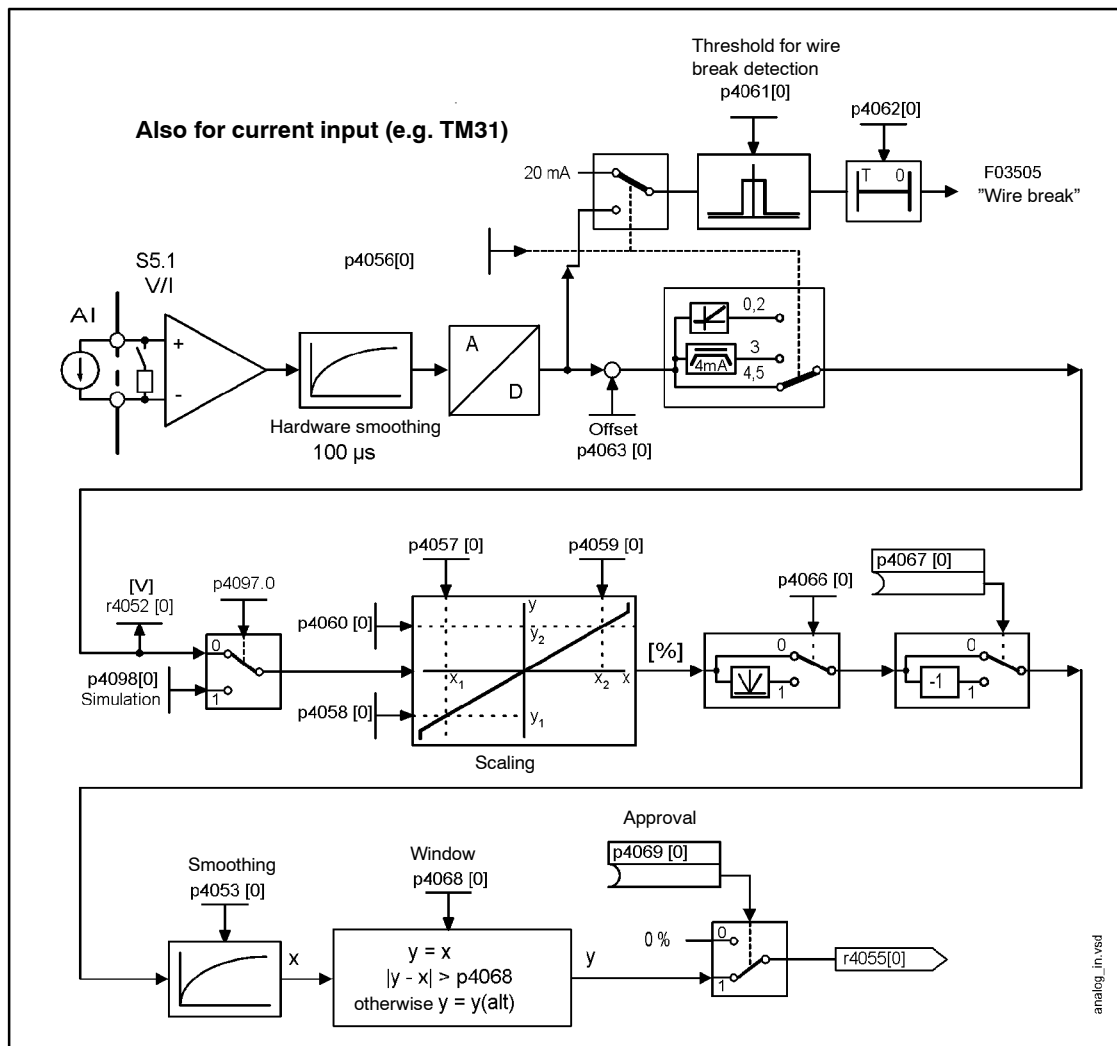 Threshold for wire
break detection
p4061[0]
p4062[0]
Also for current input (e.g. TM31)
20 mA
T 0
F03505
"Wire break"
p4056[0]
S5.1
V/I
AI
+
-
A
D
0,2
3
4mA
4,5
Hardware smoothing
100 µs
Offset
p4063 [0]
p4057 [0]
p4059 [0]
p4067 [0]
p4066 [0]
[V]
r4052 [0]
p4097.0
p4060 [0]
y
y2
0
[%]
0
0
x1
x2
x
p4098[0]
Simulation
1
1
-1
1
p4058 [0]
y1
Scaling
Approval
Smoothing
p4053 [0]
Window
p4068 [0]
p4069 [0]
x
y = x
|y - x| > p4068
otherwise y = y(alt)
y
0 %
0
1
r4055[0]
analog_in.vsd